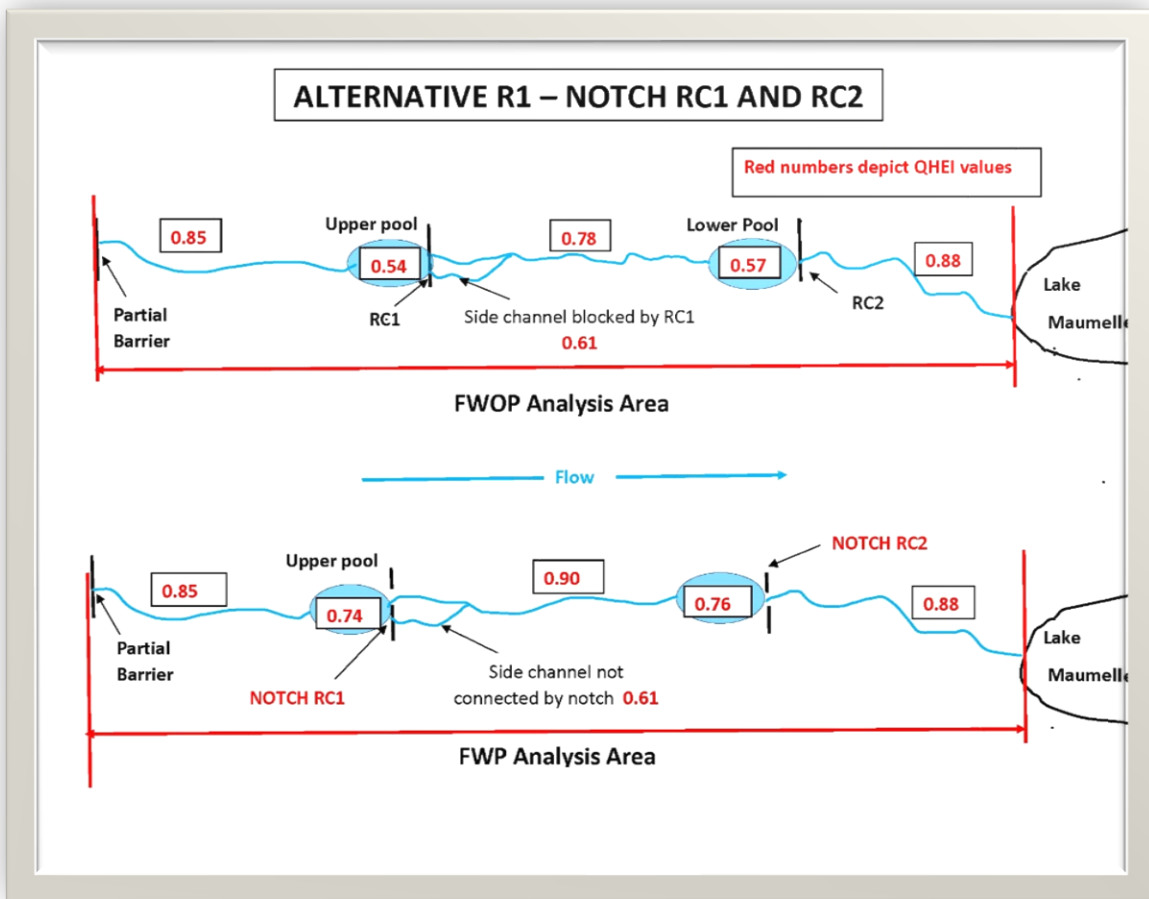 ALTERNATIVE R1 – NOTCH RC1 AND RC2
Red numbers depict QHEI values
Upper pool
Lower Pool
0.85
0.54
0.78
0.57
0.88
Partial
Barrier
RC1
Side channel blocked by RC1
0.61
RC2
Lake
Maumelle
FWOP Analysis Area
Flow
NOTCH RC2
Upper pool
0.85
0.74
0.90
0.76
0.88
Partial
Barrier
NOTCH RC1
Side channel not
connected by notch 0.61
Lake
Maumelle
FWP Analysis Area